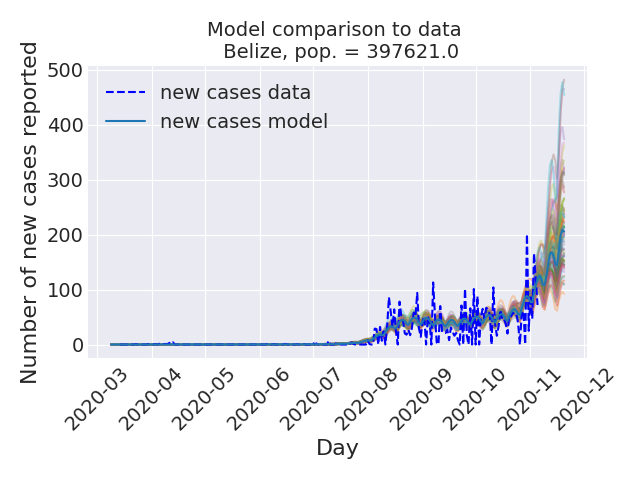 Model comparison to data
Belize, pop. = 397621.0
Number of new cases reported
500
400
300
200
100
0
new cases data
new cases model
2020-03
2020-04
2020-05
2020-06
2020-07
2020-08
2020-09
2020-10
2020-11
2020-12
Day